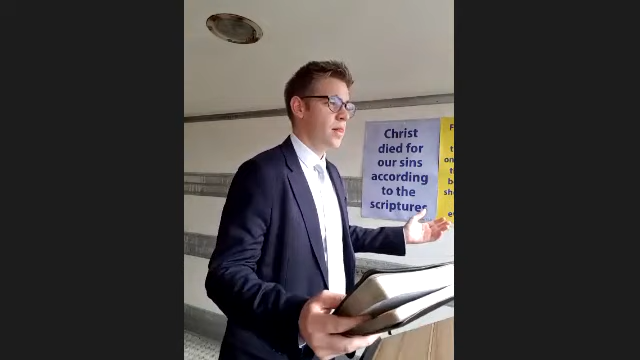 Christ
died for
our sins
according
to the
scriptures